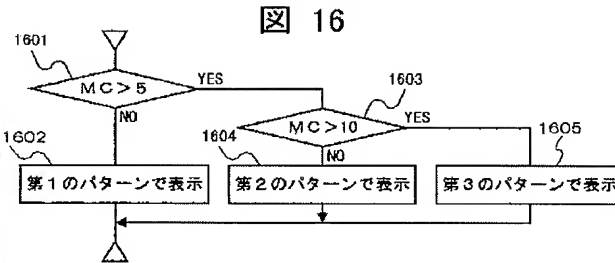 図 16
1601
MC>5
YES
1603
MC>10
YES
NO
1602
1604
NO
1605
第1のパターンで表示
第2のパターンで表示
第3のパターンで表示